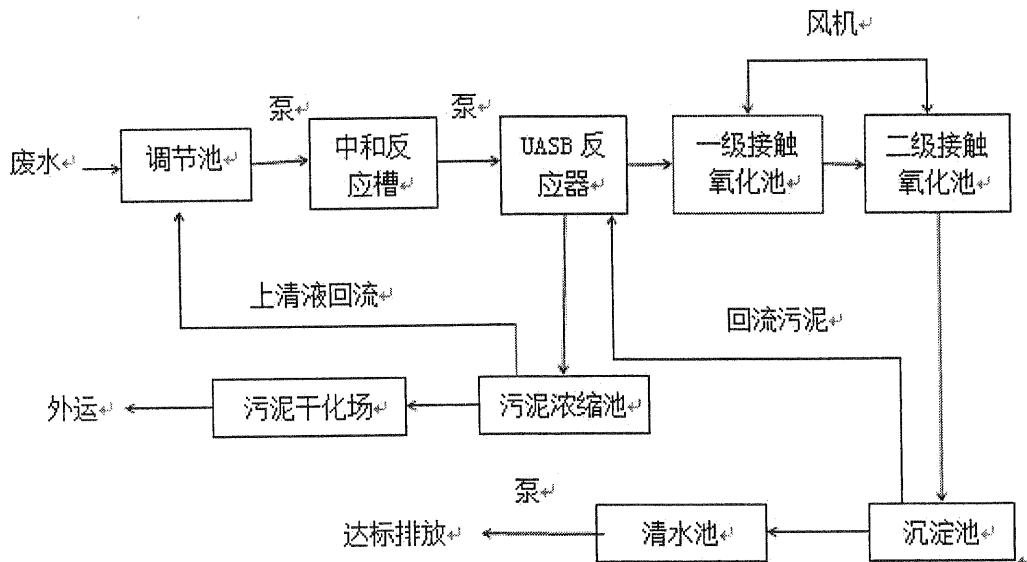 风机
泵
泵
废水
调节池
中和反
应槽
UASB 反
应器
一级接触
氧化池
二级接触
氧化池
上清液回流
回流污泥
外运
污泥干化场
污泥浓缩池
泵
达标排放
清水池
沉淀池